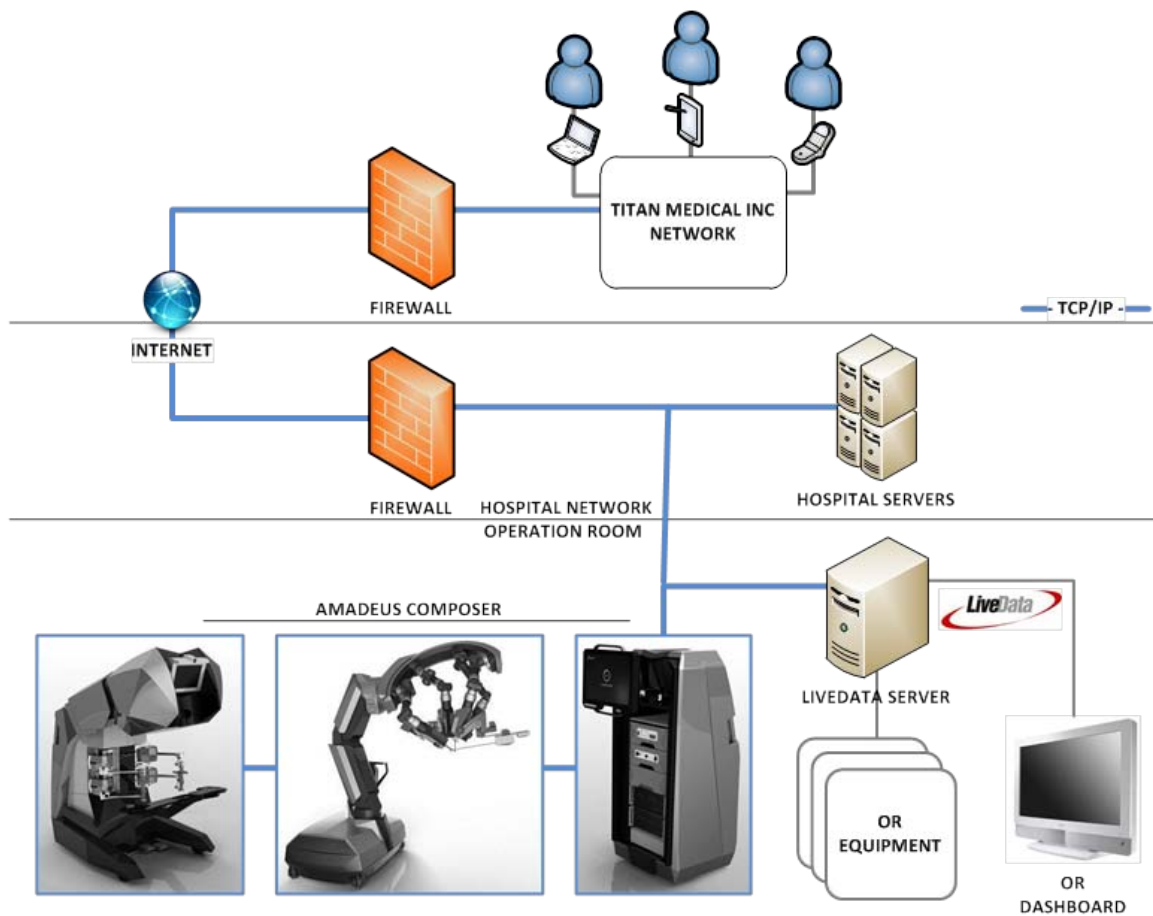 TITAN MEDICAL INC
NETWORK
FIREWALL
- TCP/IP -
INTERNET
FIREWALL
HOSPITAL SERVERS
HOSPITAL NETWORK
OPERATION ROOM
AMADEUS COMPOSER
LiveData
LIVEDATA SERVER
OR
EQUIPMENT
OR
DASHBOARD